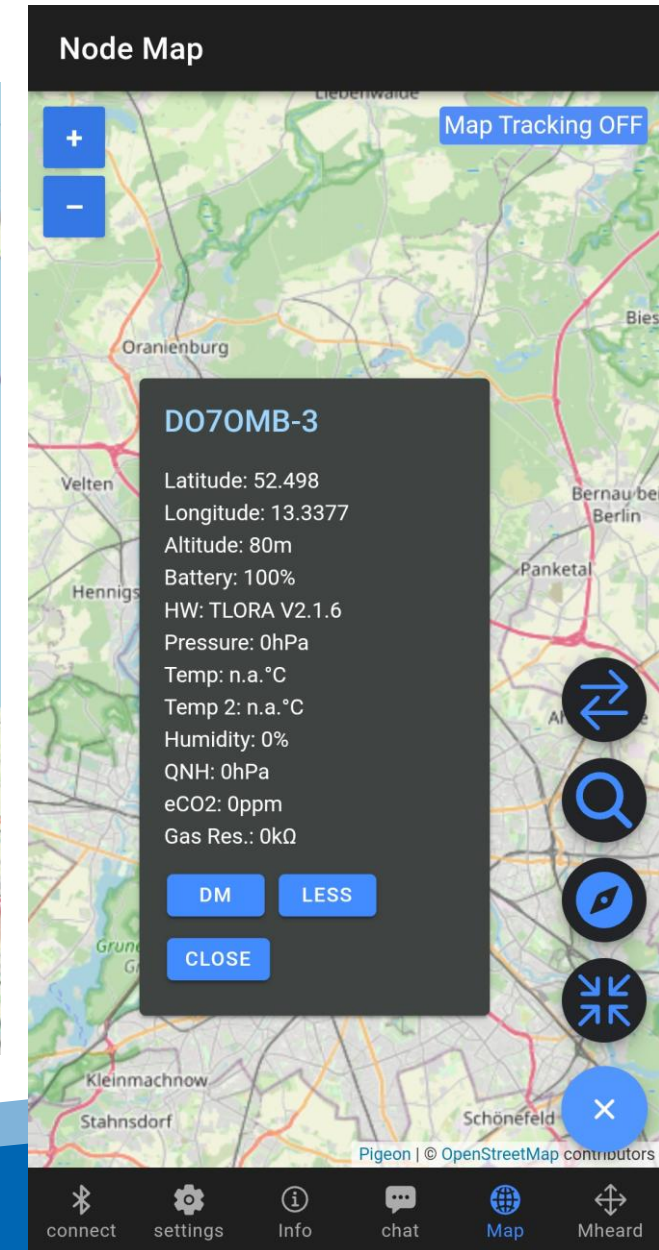 Node Map
Liebenwalde
+
Map Tracking OFF
−
Bies
Oranienburg
DO7OMB-3
Velten
Latitude: 52.498
Longitude: 13.3377
Bernau bei
Berlin
Altitude: 80m
Battery: 100%
Panketal
Hennigs
HW: TLORA V2.1.6
Pressure: 0hPa
Temp: n.a.°C
Temp 2: n.a.°C
Humidity: 0%
QNH: 0hPa
eCO2: 0ppm
Gas Res.: 0kΩ
DM LESS
Grune
CLOSE
Kleinmachnow
Stahnsdorf
Schönefeld
×
Pigeon | © OpenStreetMap contributors
connect settings Info chat Map Mheard